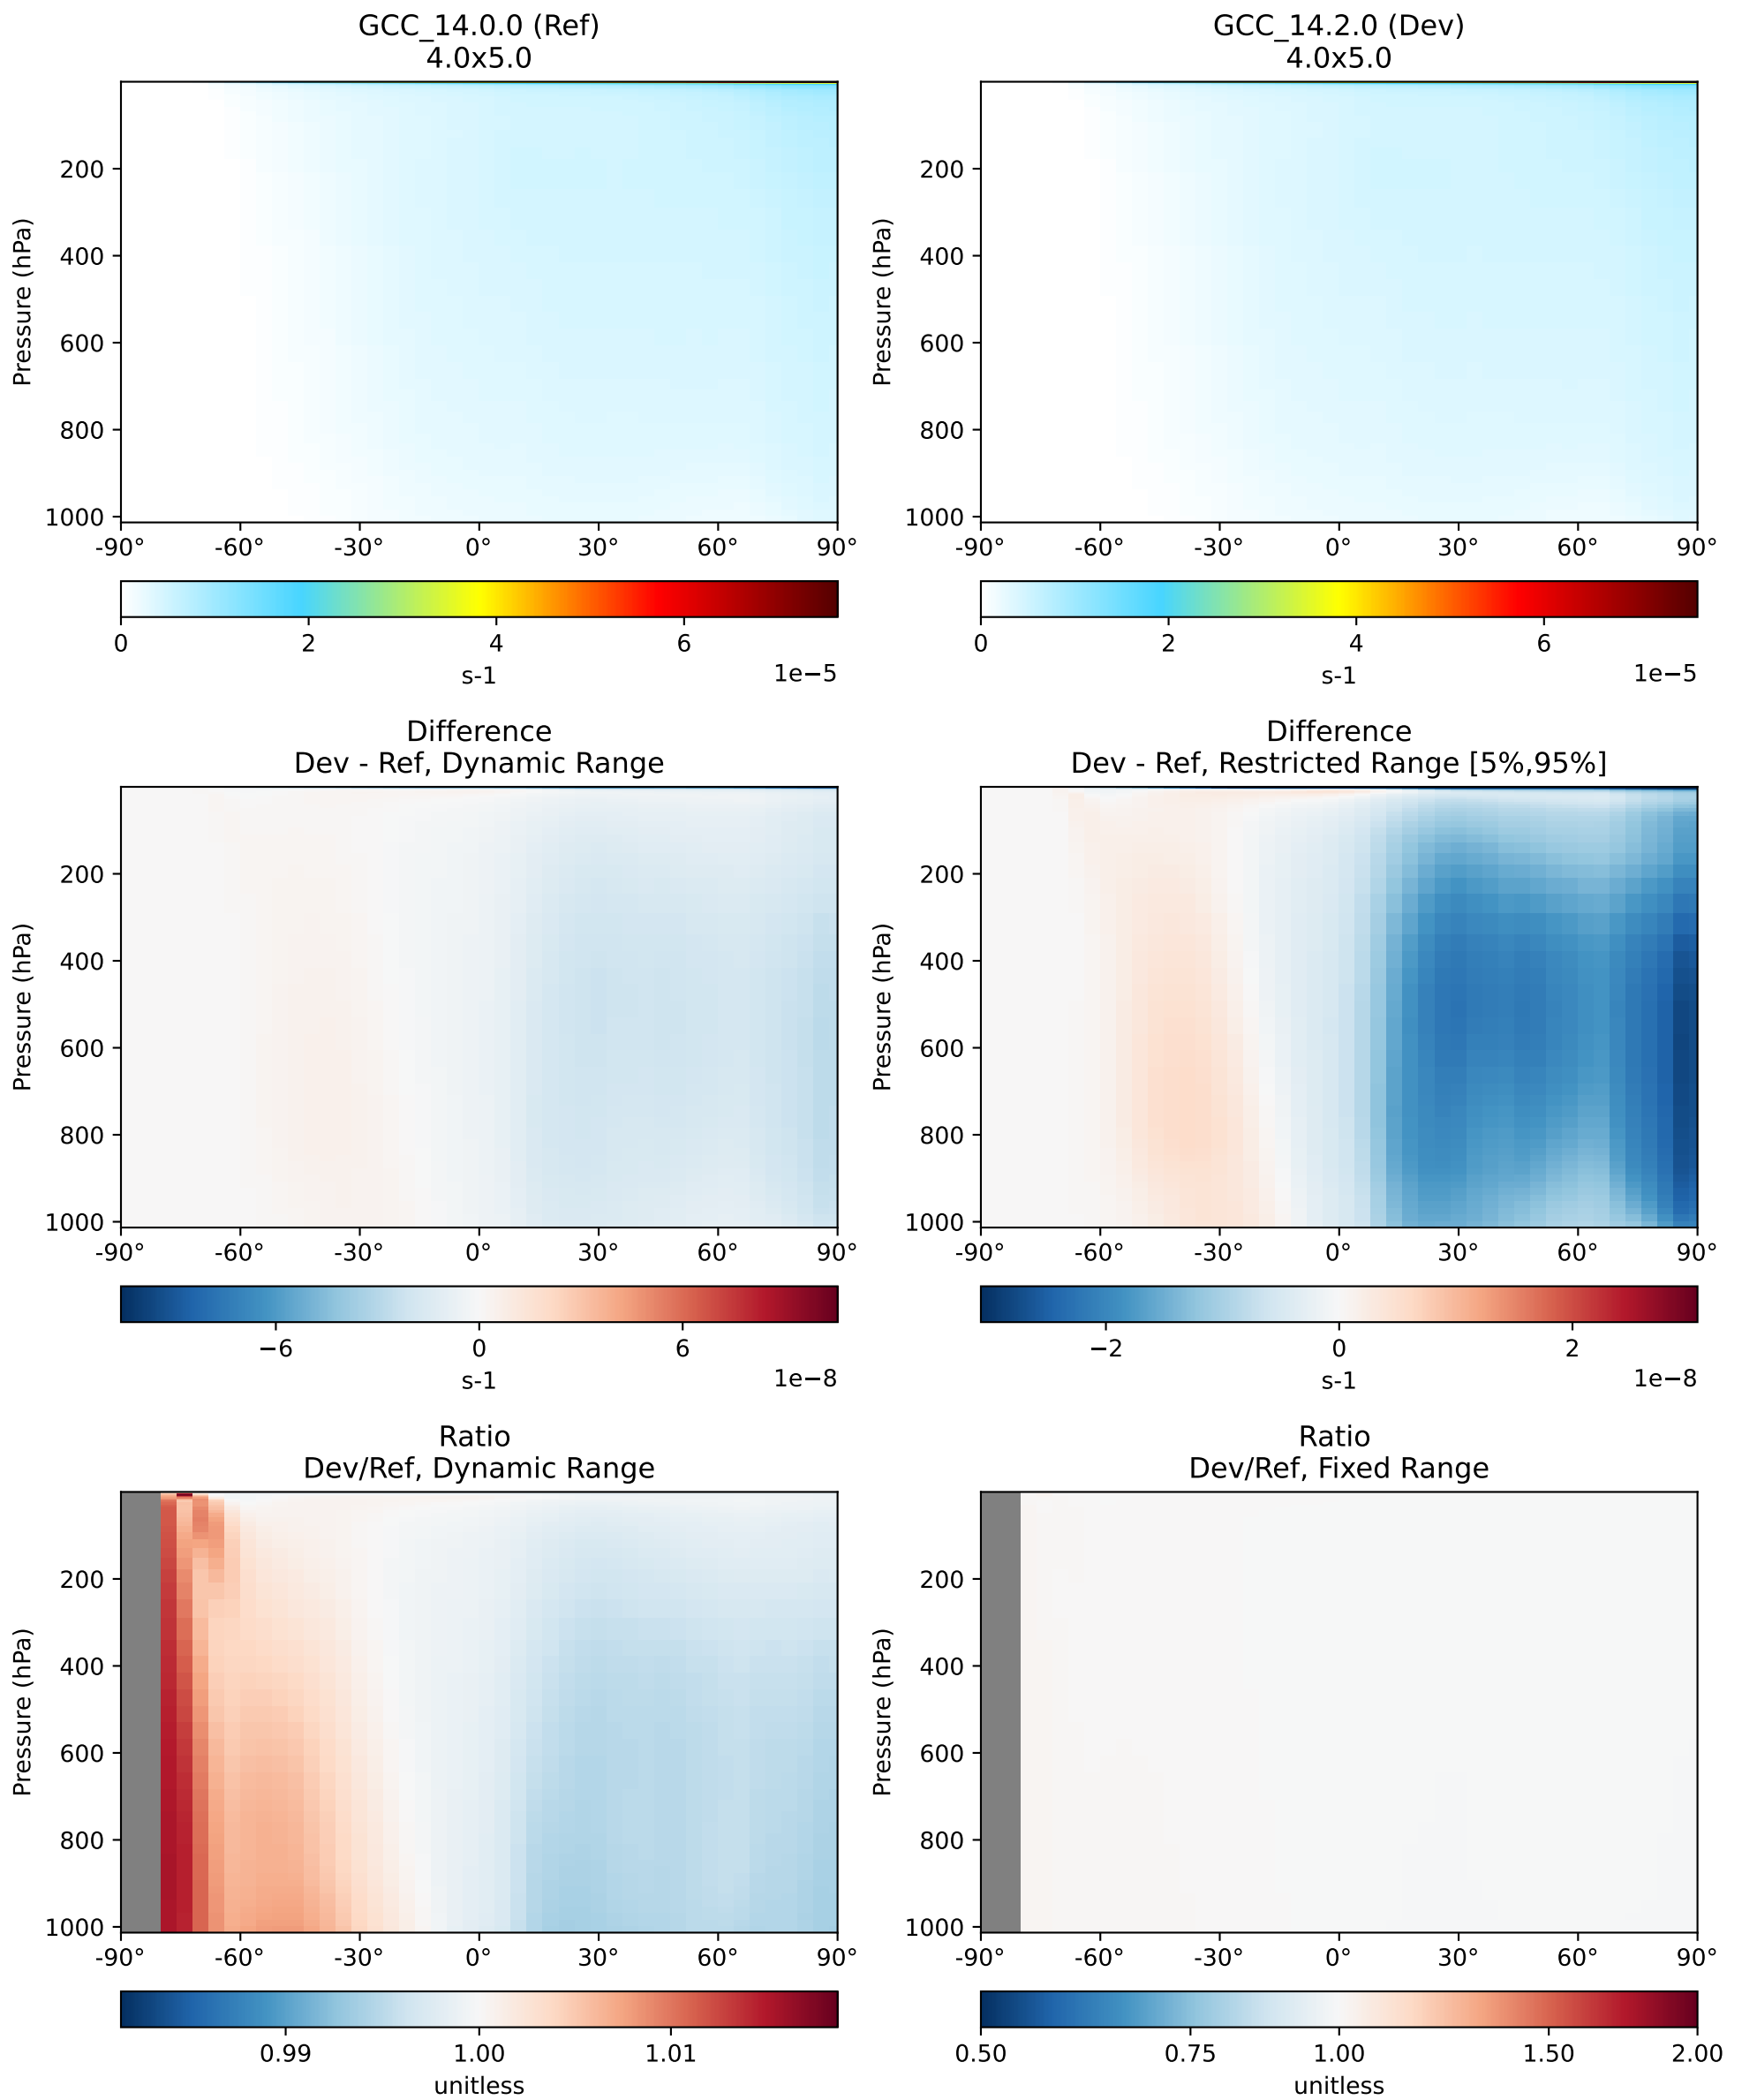 GCC_14.0.0 (Ref)
4.0x5.0
Pressure (hPa)
200
400
600
800
1000
-90° -60° -30° 0° 30° 60° 90°
0 2 4 6
s-1
1e−5
GCC_14.2.0 (Dev)
4.0x5.0
Pressure (hPa)
200
400
600
800
1000
-90° -60° -30° 0° 30° 60° 90°
0 2 4 6
s-1
1e−5
Difference
Dev - Ref, Dynamic Range
Pressure (hPa)
200
400
600
800
1000
-90° -60° -30° 0° 30° 60° 90°
−6 0 6
s-1
1e−8
Difference
Dev - Ref, Restricted Range [5%,95%]
Pressure (hPa)
200
400
600
800
1000
-90° -60° -30° 0° 30° 60° 90°
−2 0 2
s-1
1e−8
Ratio
Dev/Ref, Dynamic Range
Pressure (hPa)
200
400
600
800
1000
-90° -60° -30° 0° 30° 60° 90°
0.99 1.00 1.01
unitless
Ratio
Dev/Ref, Fixed Range
Pressure (hPa)
200
400
600
800
1000
-90° -60° -30° 0° 30° 60° 90°
0.50 0.75 1.00 1.50 2.00
unitless